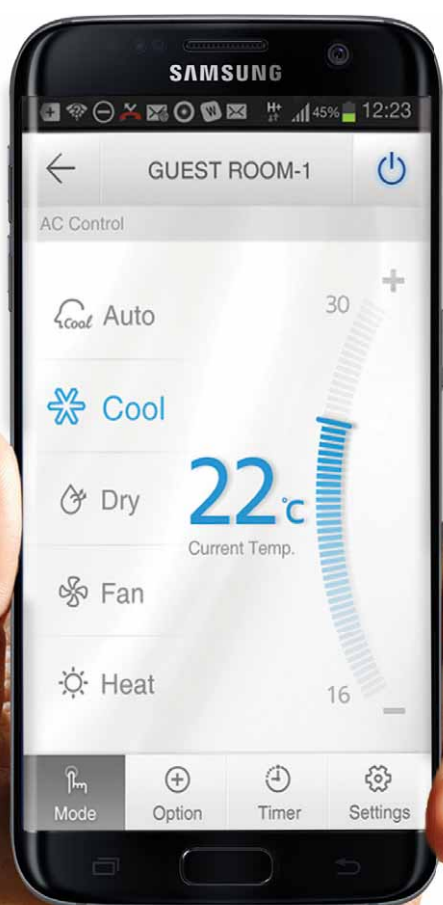 SAMSUNG
H+ 45% 12:23
GUEST ROOM-1
AC Control
Cool Auto
30
Cool
Dry
22°C
Current Temp.
Fan
Heat
16
Mode Option Timer Settings